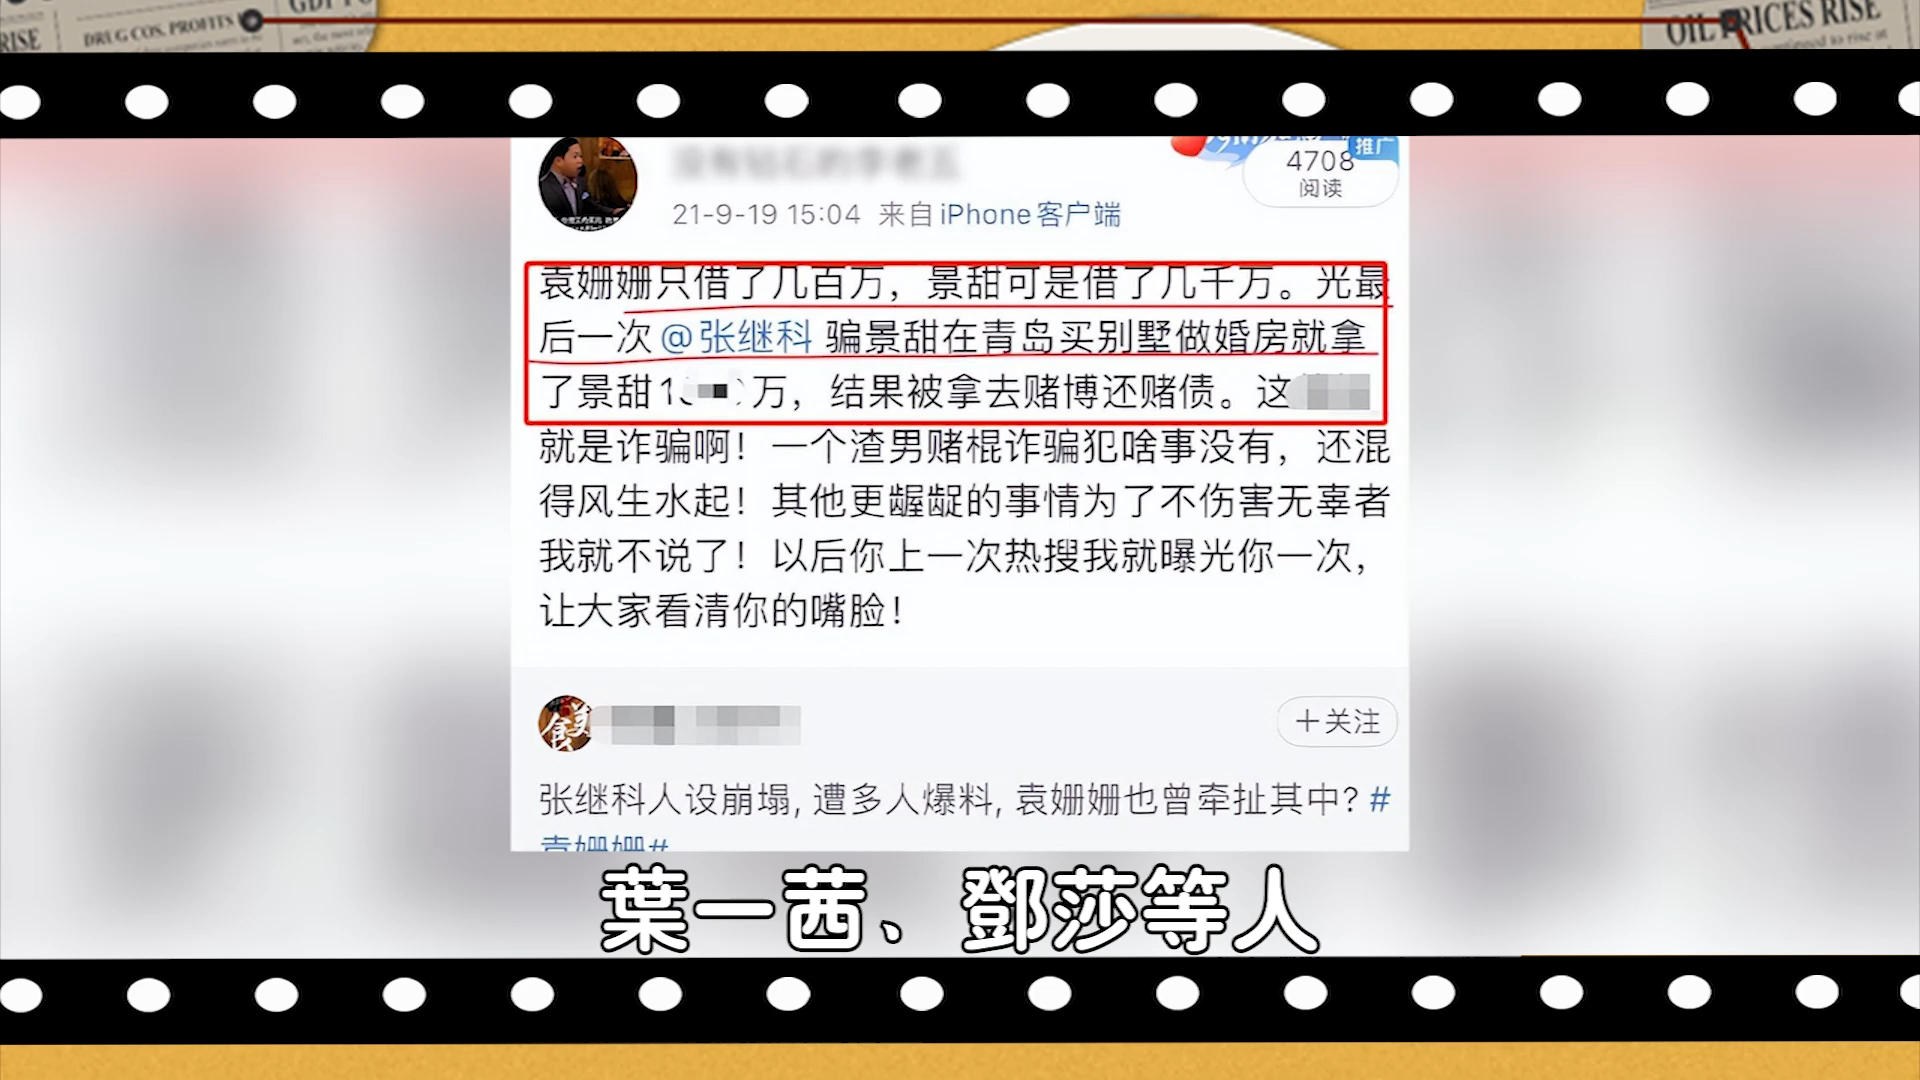 RISE
DRUG COS. PROFITS
OIL PRICES RISE
4708
推广
阅读
21-9-19 15:04 来自 iPhone客户端
袁姗姗只借了几百万，景甜可是借了几千万。光最
后一次@张继科 骗景甜在青岛买别墅做婚房就拿
了景甜1 万，结果被拿去赌博还赌债。这
就是诈骗啊！一个渣男赌棍诈骗犯啥事没有，还混
得风生水起！其他更龌龊的事情为了不伤害无辜者
我就不说了！以后你上一次热搜我就曝光你一次，
让大家看清你的嘴脸！
美食
+关注
张继科人设崩塌, 遭多人爆料, 袁姗姗也曾牵扯其中? #
袁姗姗#
葉一茜、鄧莎等人